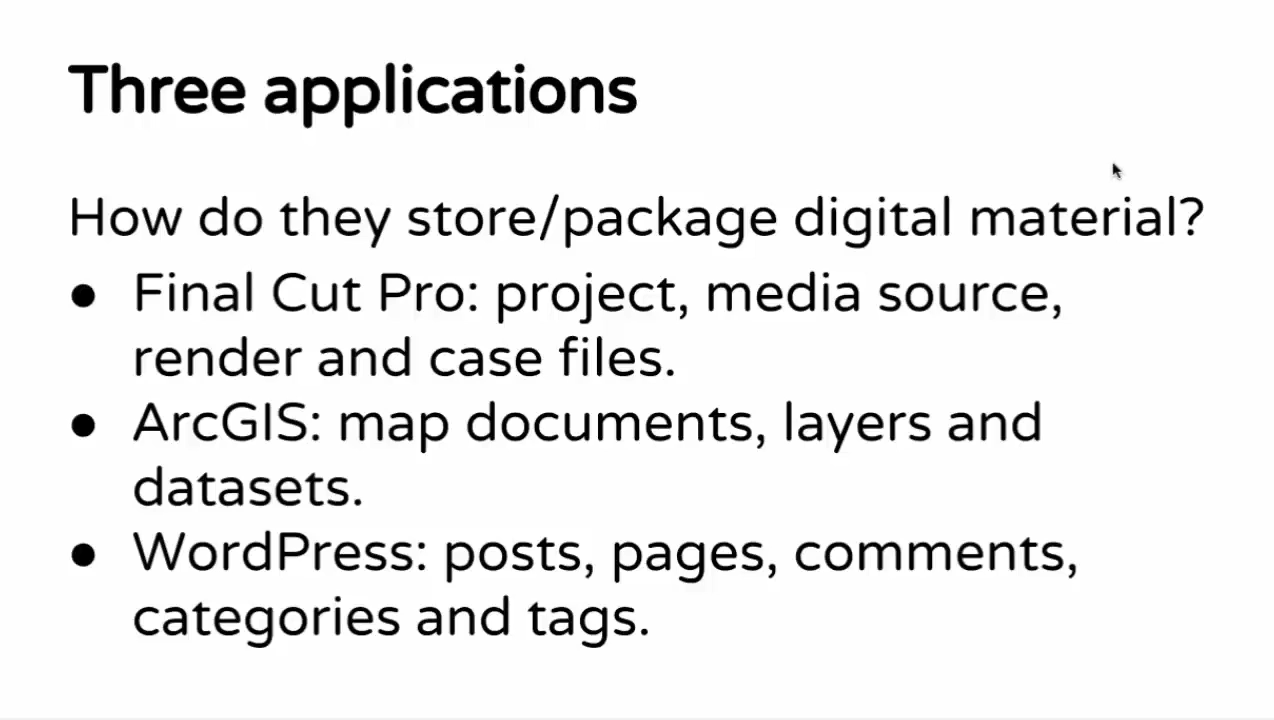 Three applications
How do they store/package digital material?
● Final Cut Pro: project, media source,
render and case files.
● ArcGIS: map documents, layers and
datasets.
● WordPress: posts, pages, comments,
categories and tags.